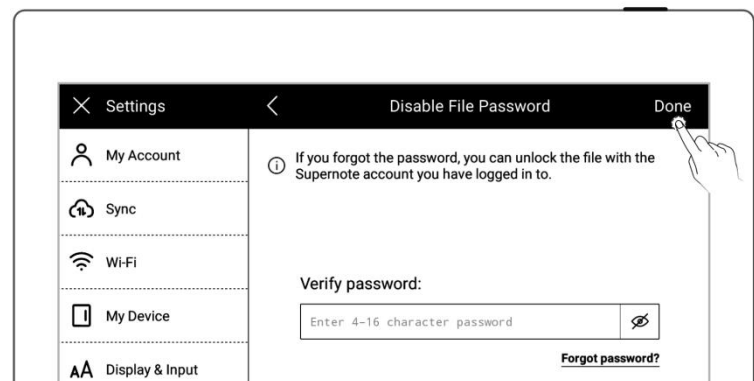 Settings
Disable File Password
Done
My Account
Sync
Wi-Fi
My Device
Display & Input
If you forgot the password, you can unlock the file with the
Supernote account you have logged in to.
Verify password:
Enter 4-16 character password
Forgot password?